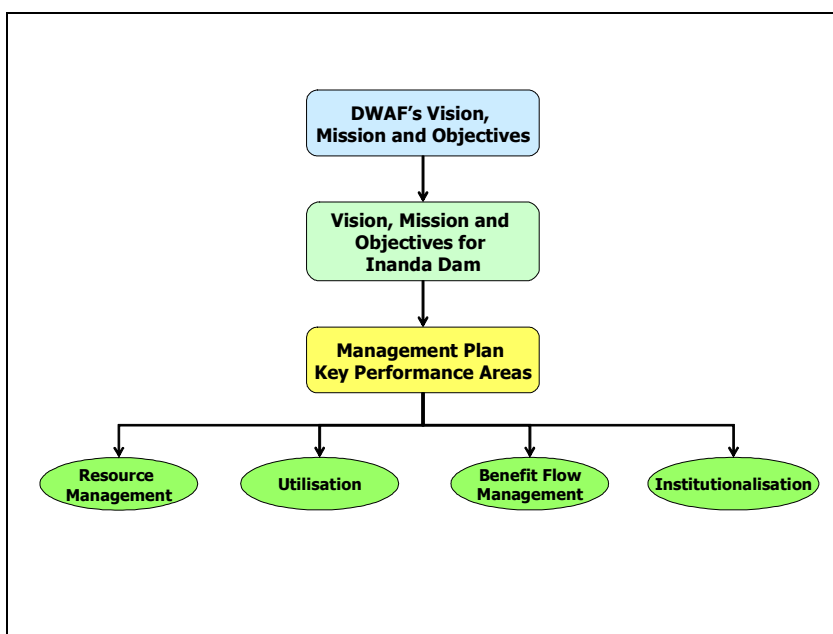 DWAF's Vision,
Mission and Objectives
Vision, Mission and
Objectives for
Inanda Dam
Management Plan
Key Performance Areas
Resource
Management
Utilisation
Benefit Flow
Management
Institutionalisation